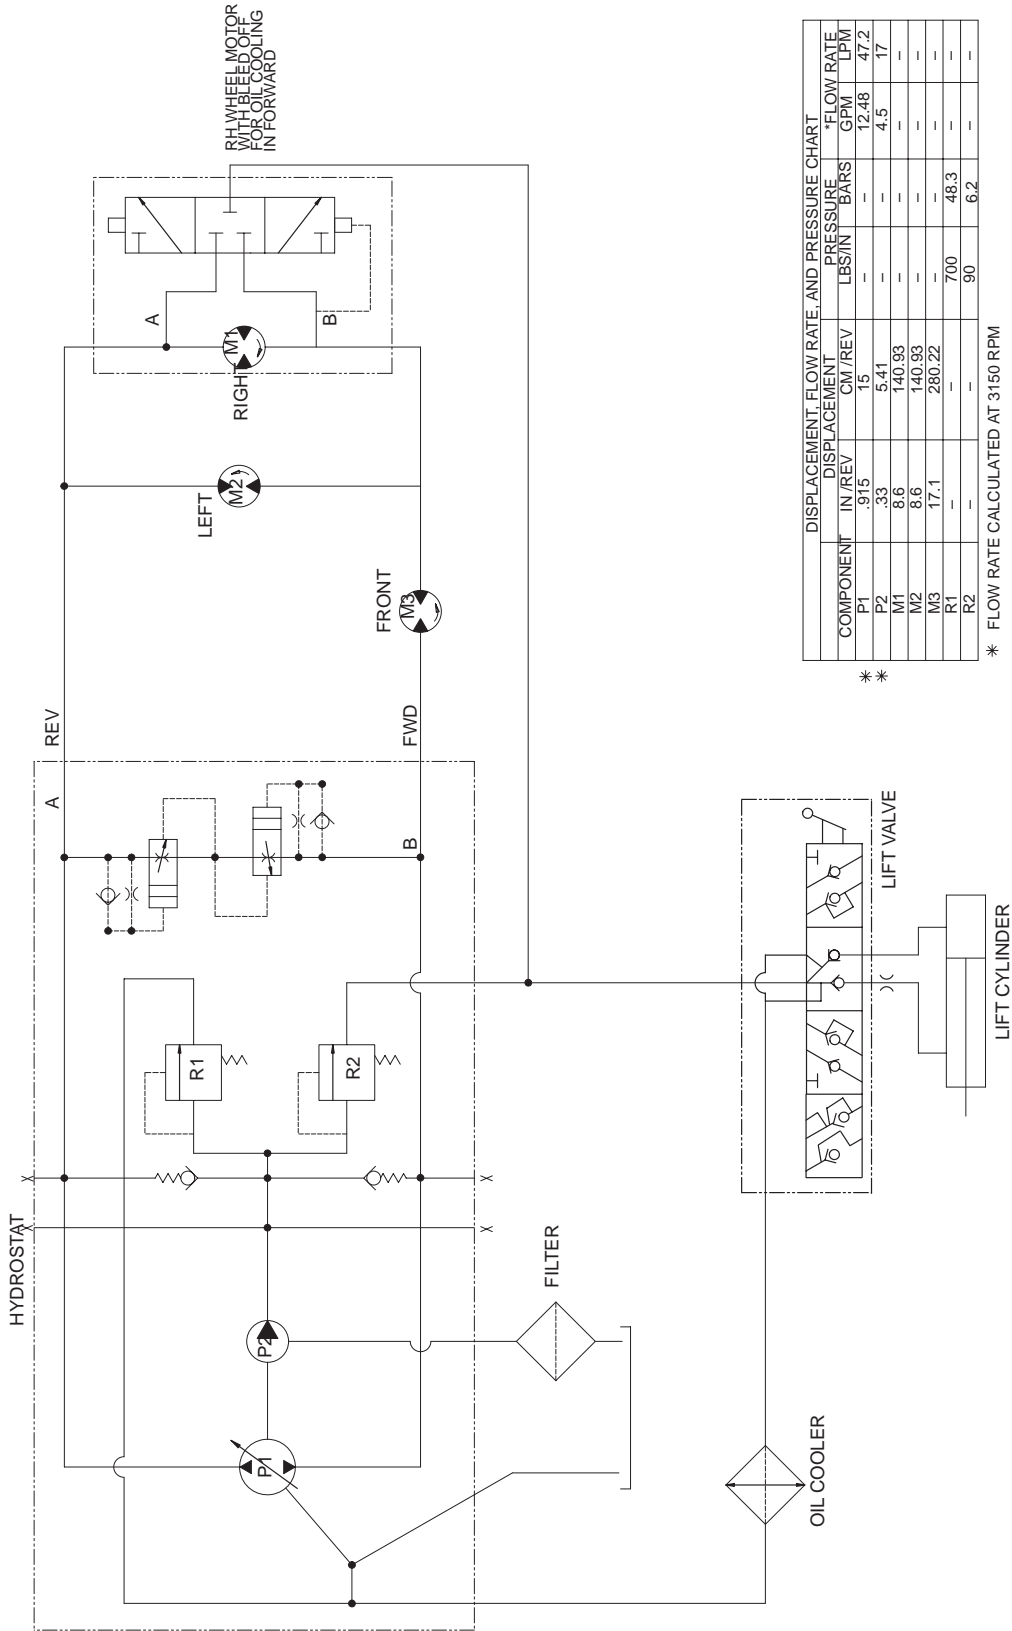 HYDROSTAT
A
REV
RH WHEEL MOTOR
WITH BLEED OFF
FOR OIL COOLING
IN FORWARD
A
M1
RIGHT
B
LEFT
M2
FRONT
M3
B
FWD
R1
R2
P1
P2
FILTER
OIL COOLER
LIFT VALVE
LIFT CYLINDER
DISPLACEMENT, FLOW RATE, AND PRESSURE CHART
DISPLACEMENT PRESSURE *FLOW RATE
COMPONENT IN /REV CM /REV LBS/IN BARS GPM LPM
* P1 .915 15 – – 12.48 47.2
* P2 .33 5.41 – – 4.5 17
M1 8.6 140.93 – – – –
M2 8.6 140.93 – – – –
M3 17.1 280.22 – – – –
R1 – – 700 48.3 – –
R2 – – 90 6.2 – –
* FLOW RATE CALCULATED AT 3150 RPM